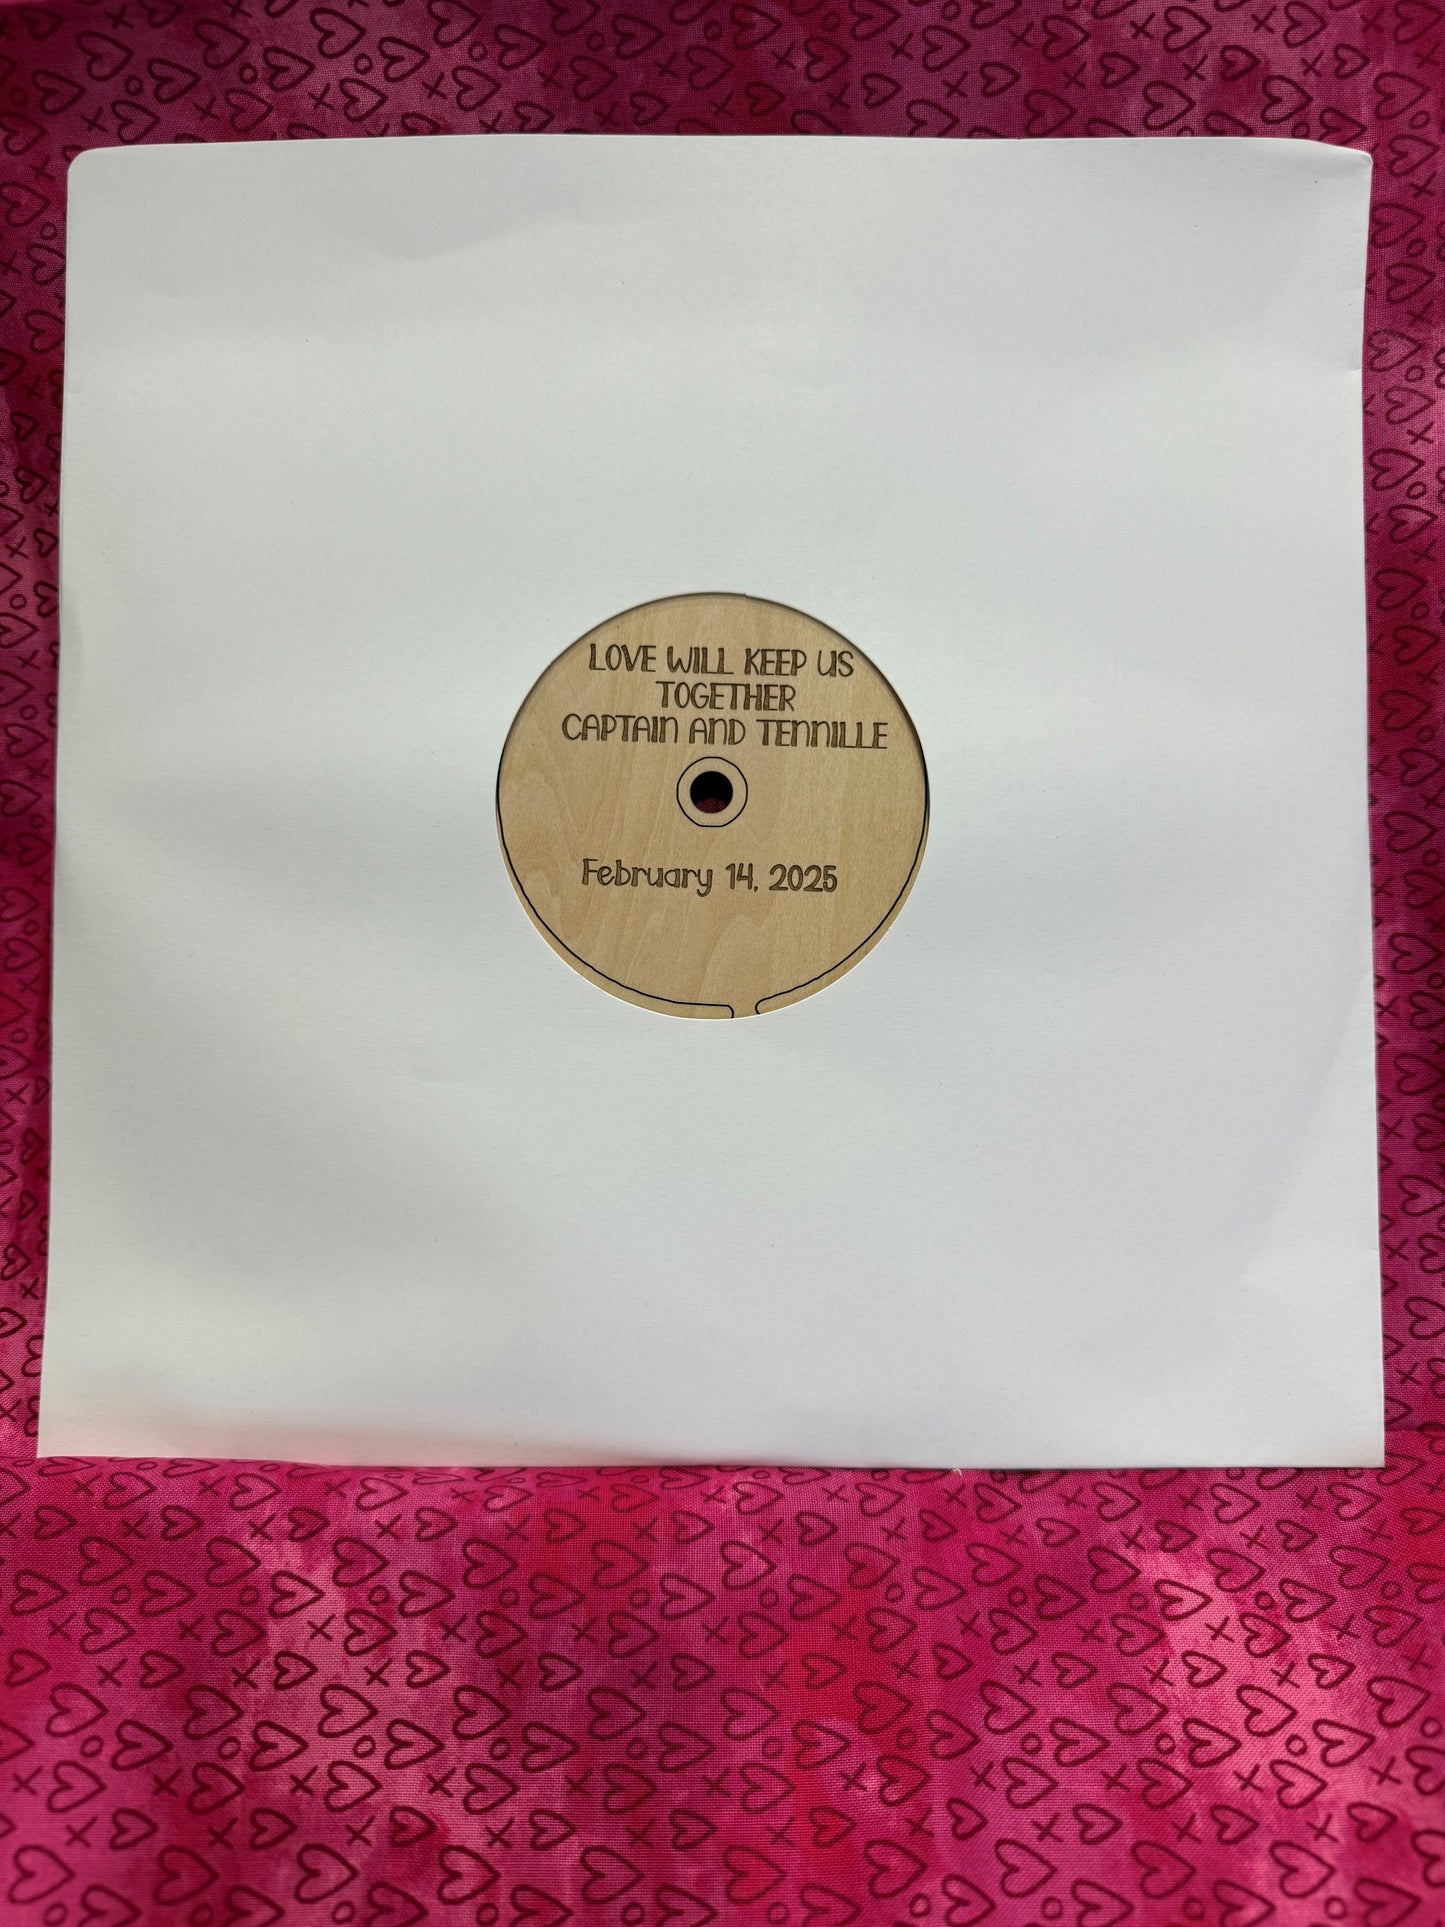 LOVE WILL KEEP US
TOGETHER
CAPTAIN AND TENNILLE
February 14, 2025